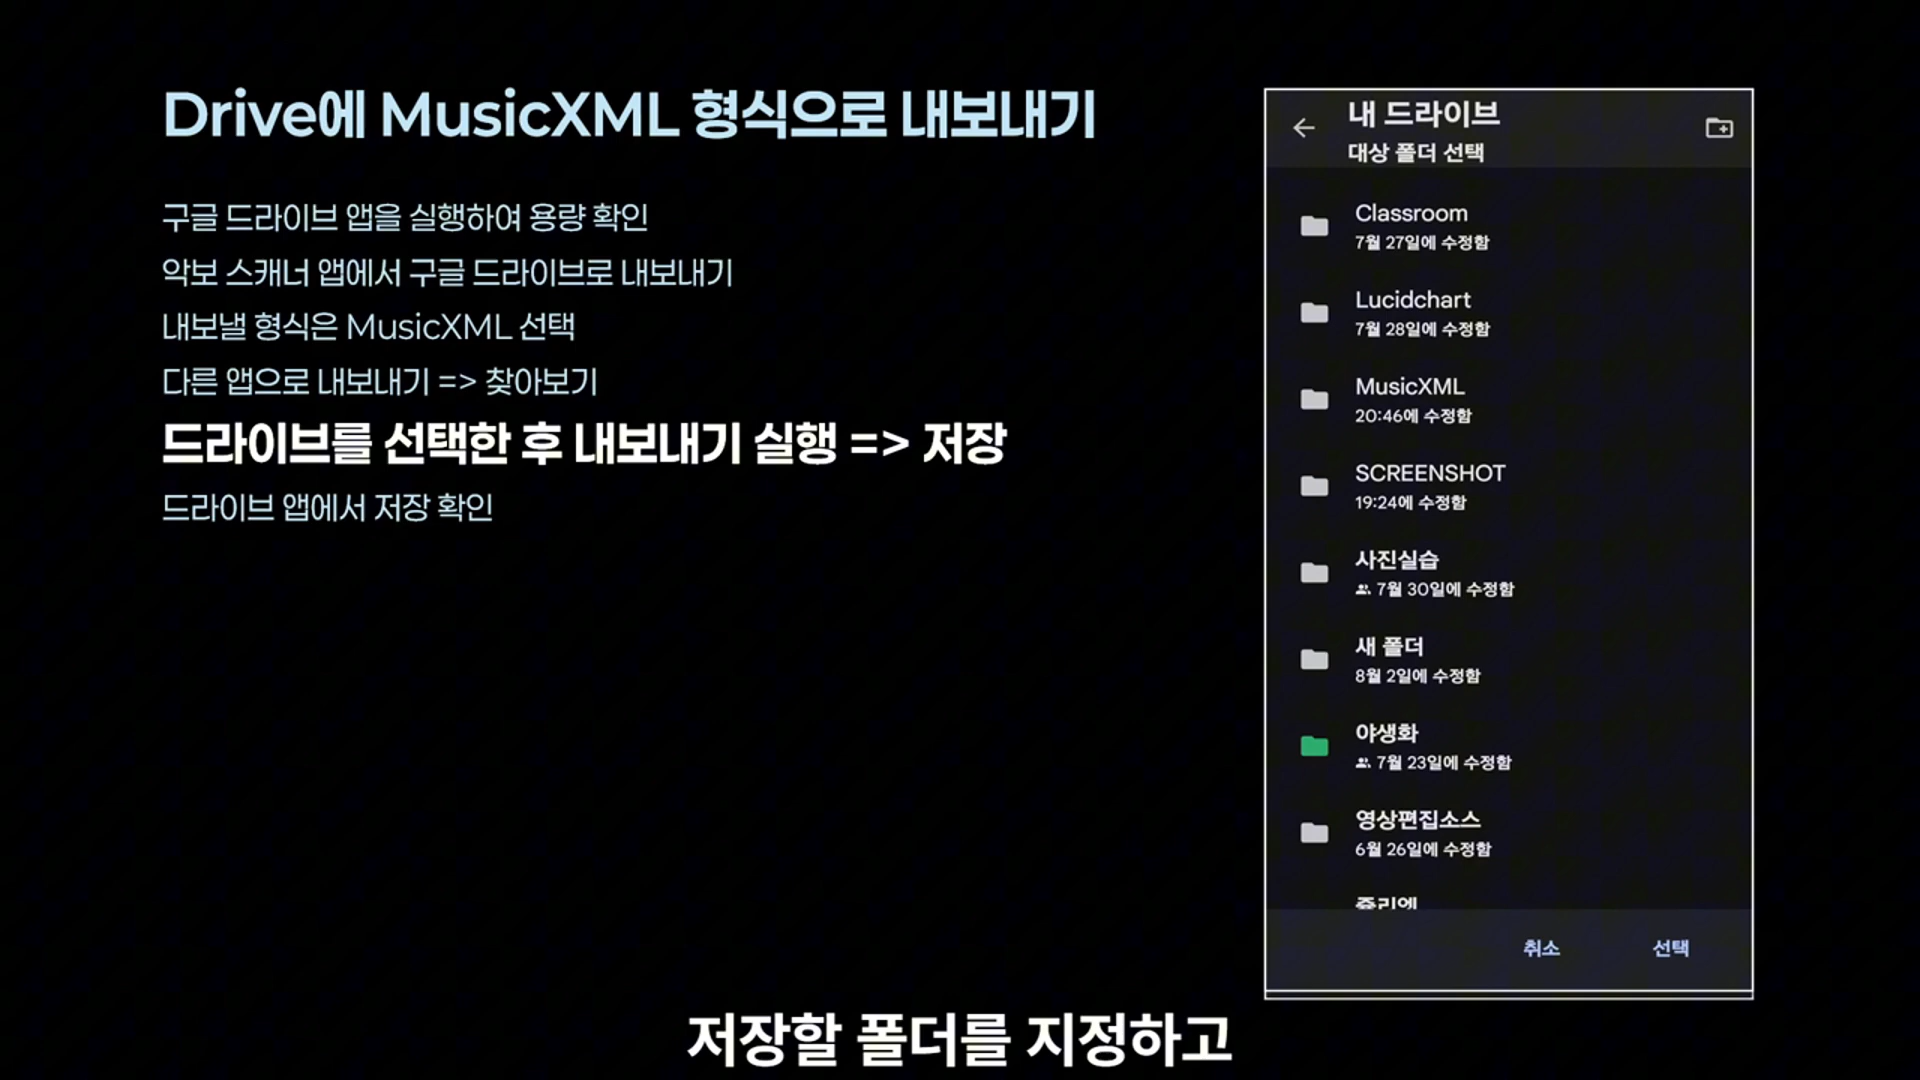 Drive에 MusicXML 형식으로 내보내기
구글 드라이브 앱을 실행하여 용량 확인
악보 스캐너 앱에서 구글 드라이브로 내보내기
내보낼 형식은 MusicXML 선택
다른 앱으로 내보내기 => 찾아보기
드라이브를 선택한 후 내보내기 실행 => 저장
드라이브 앱에서 저장 확인
내 드라이브
대상 폴더 선택
Classroom
7월 27일에 수정함
Lucidchart
7월 28일에 수정함
MusicXML
20:46에 수정함
SCREENSHOT
19:24에 수정함
사진실습
7월 30일에 수정함
새 폴더
8월 2일에 수정함
야생화
7월 23일에 수정함
영상편집소스
6월 26일에 수정함
취소
선택
저장할 폴더를 지정하고